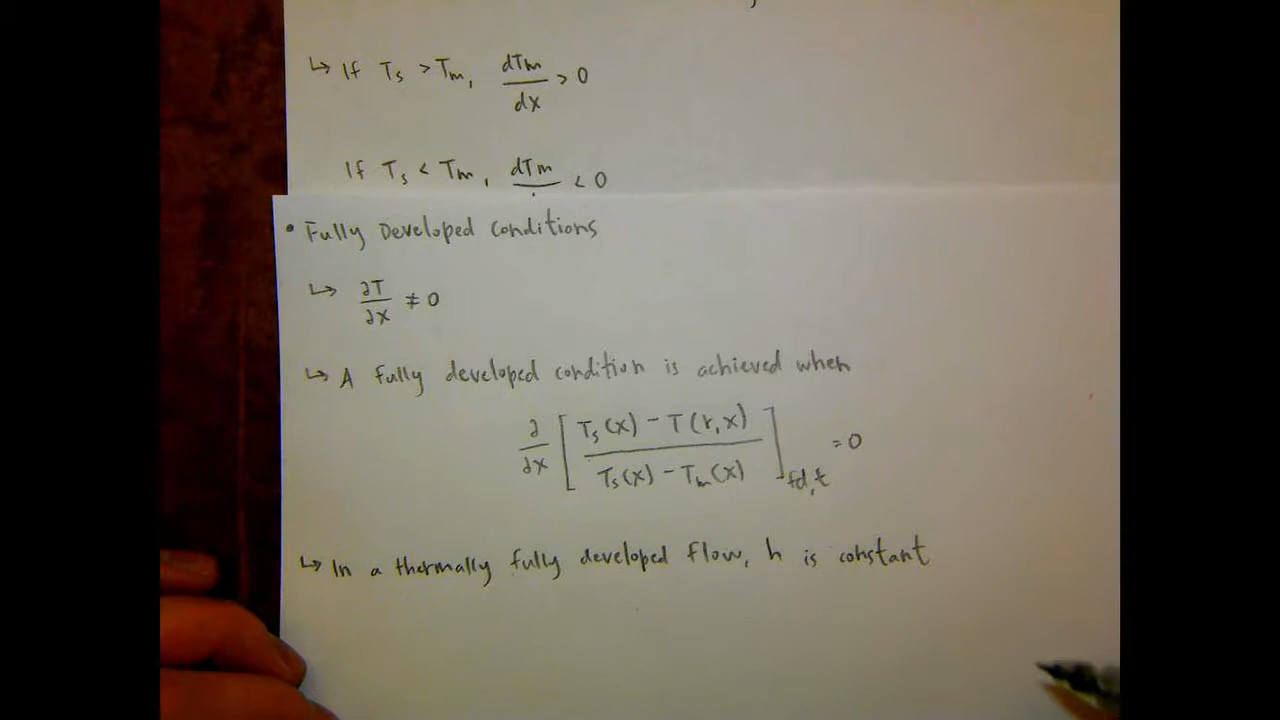 ↳ If Ts > Tm, dTm/dx > 0
If Ts < Tm, dTm/ < 0
• Fully Developed Conditions
↳ ∂T/∂x ≠ 0
↳ A fully developed condition is achieved when
∂/∂x [ (Ts(x) - T(r,x)) / (Ts(x) - Tm(x)) ]fd,t = 0
↳ In a thermally fully developed flow, h is constant